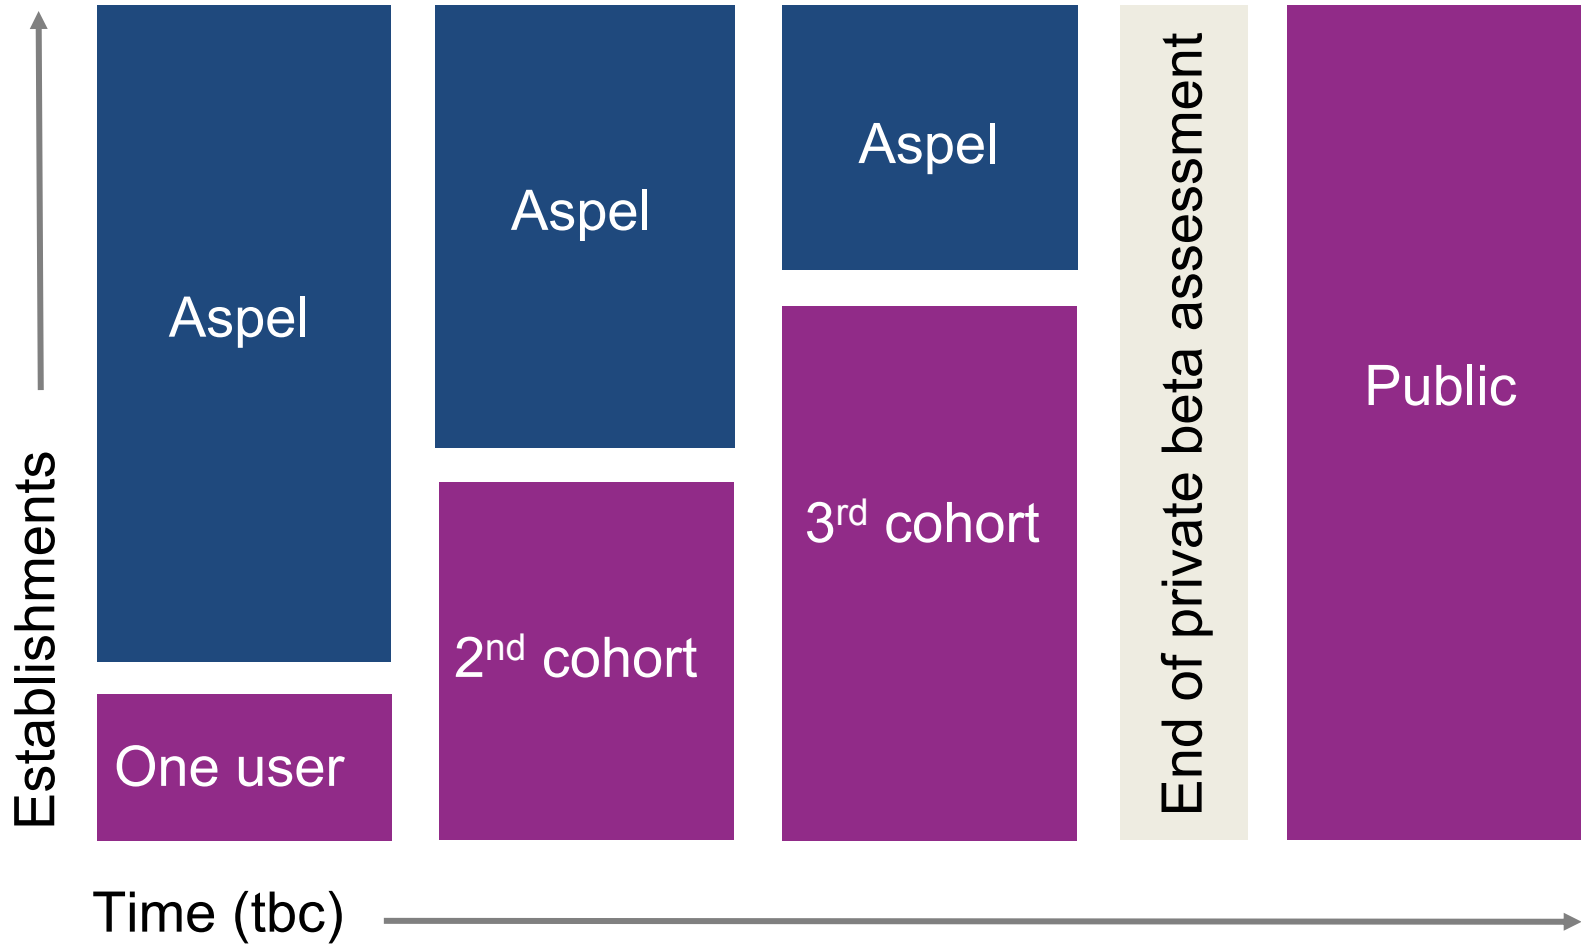 Establishments
Aspel
One user
Aspel
2nd cohort
Aspel
3rd cohort
End of private beta assessment
Public
Time (tbc)